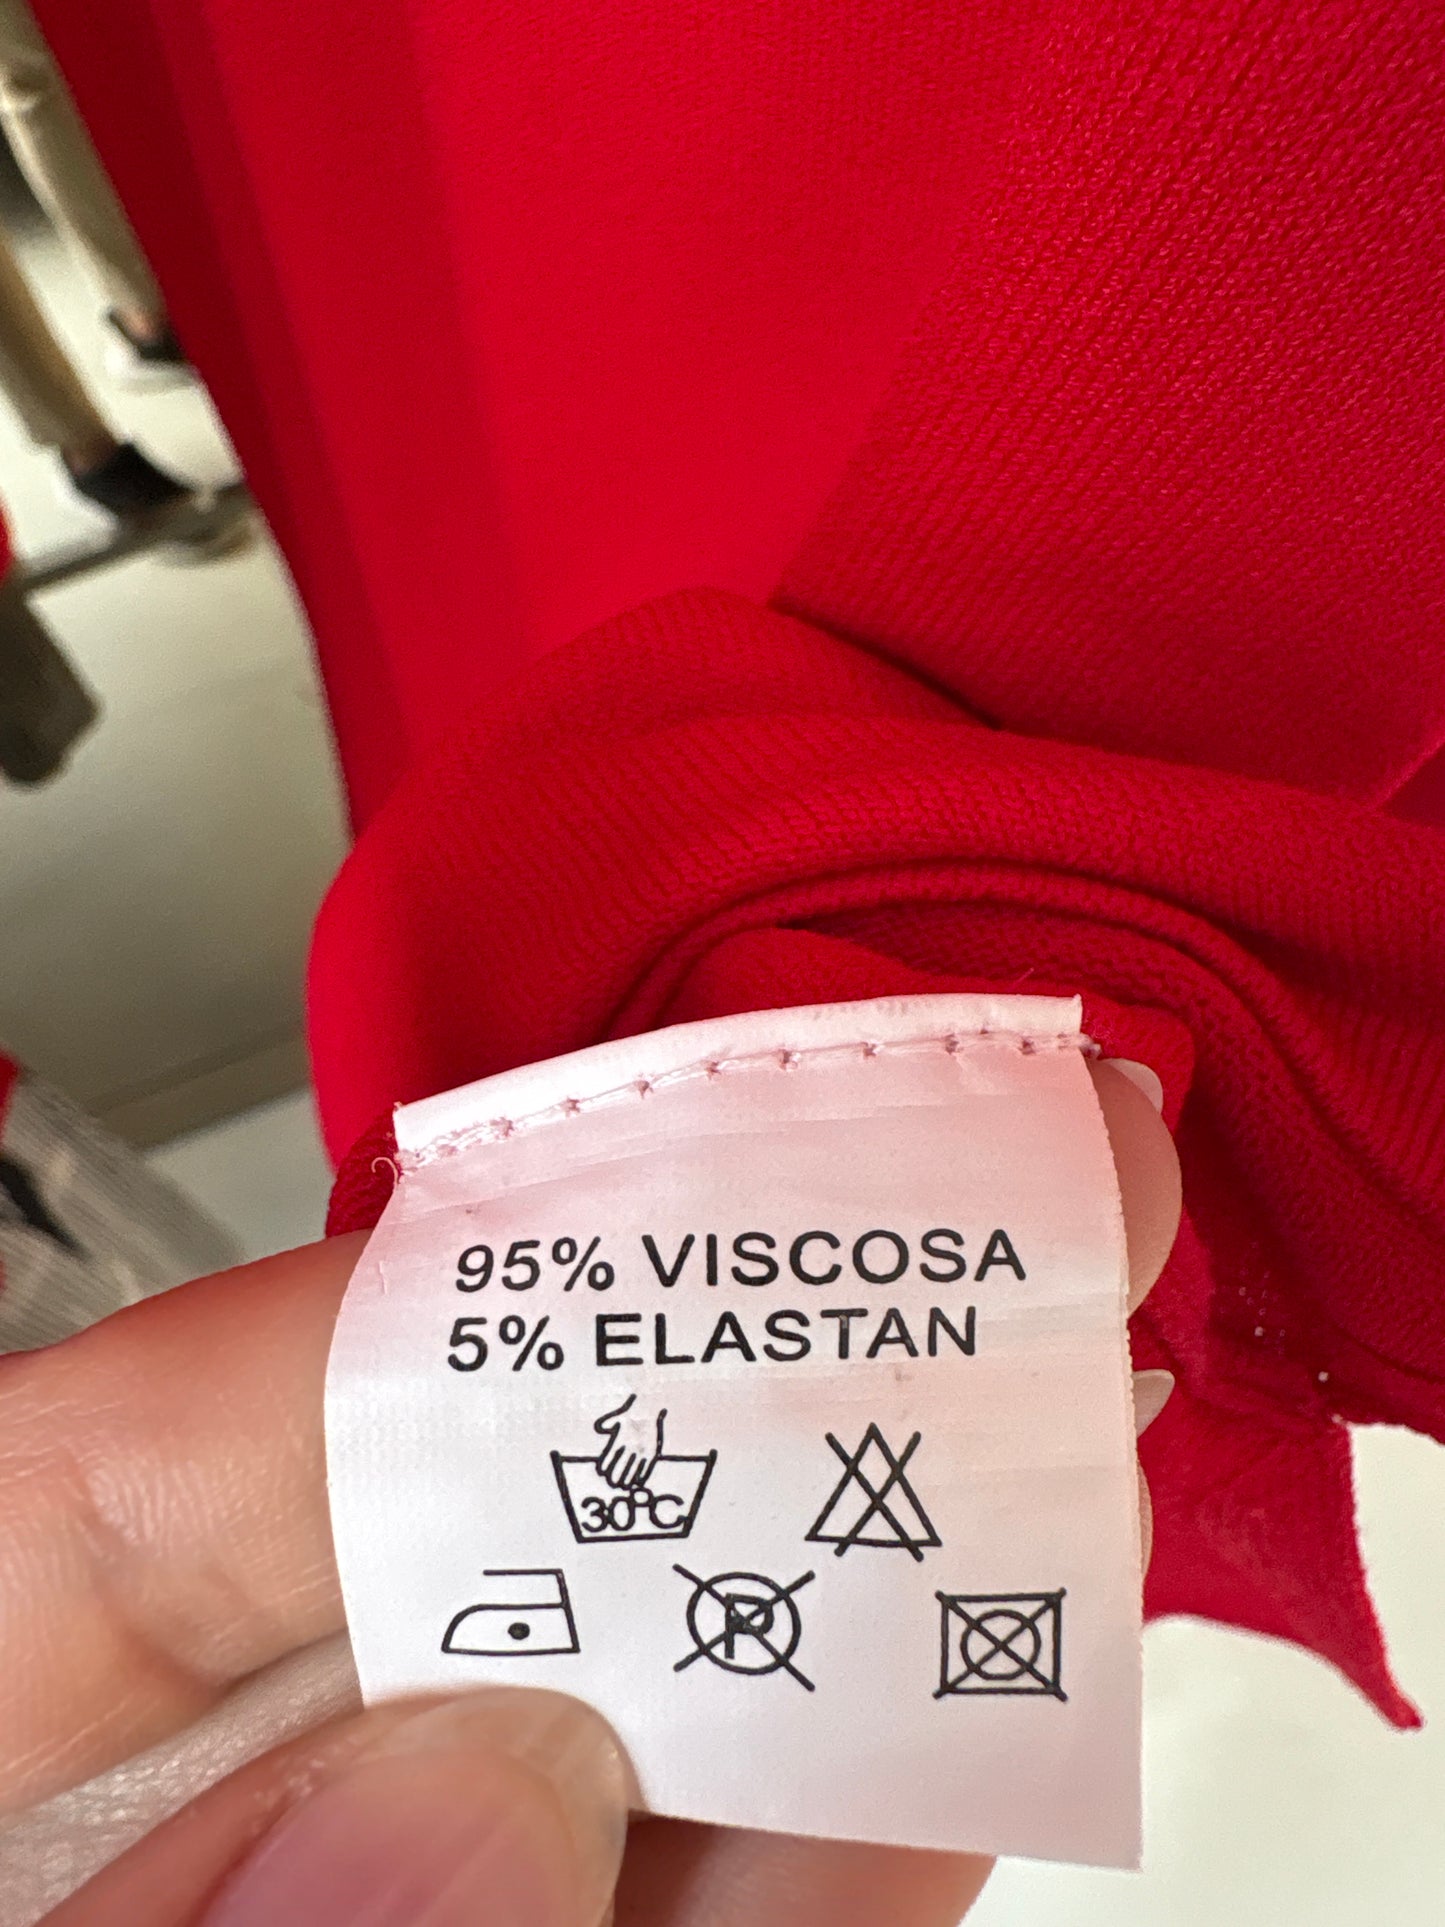 95% VISCOSA
5% ELASTAN
30°C
P